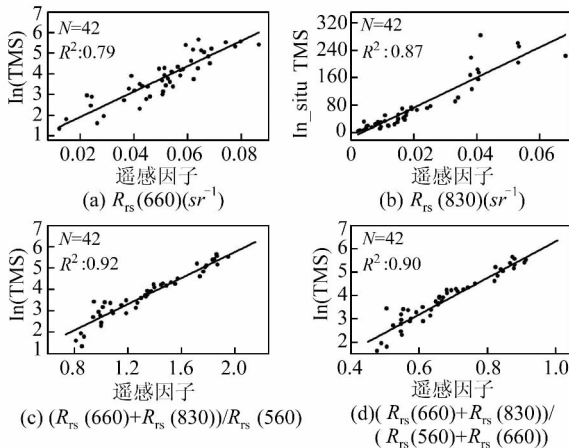 ln(TMS)
7
6
5
4
3
2
1
N=42
R²:0.79
0.02 0.04 0.06 0.08
遥感因子
(a) Rrs (660)(sr⁻¹)
In_situ_TMS
320
240
160
80
0
N=42
R²:0.87
0 0.02 0.04 0.06
遥感因子
(b) Rrs (830)(sr⁻¹)
ln(TMS)
7
6
5
4
3
2
1
N=42
R²:0.92
0.8 1.2 1.6 2.0
遥感因子
(c) (Rrs (660)+Rrs (830))/Rrs (560)
ln(TMS)
7
6
5
4
3
2
N=42
R²:0.90
0.4 0.6 0.8 1.0
遥感因子
(d)( Rrs(660)+Rrs(830))/
( Rrs(560)+Rrs(660))